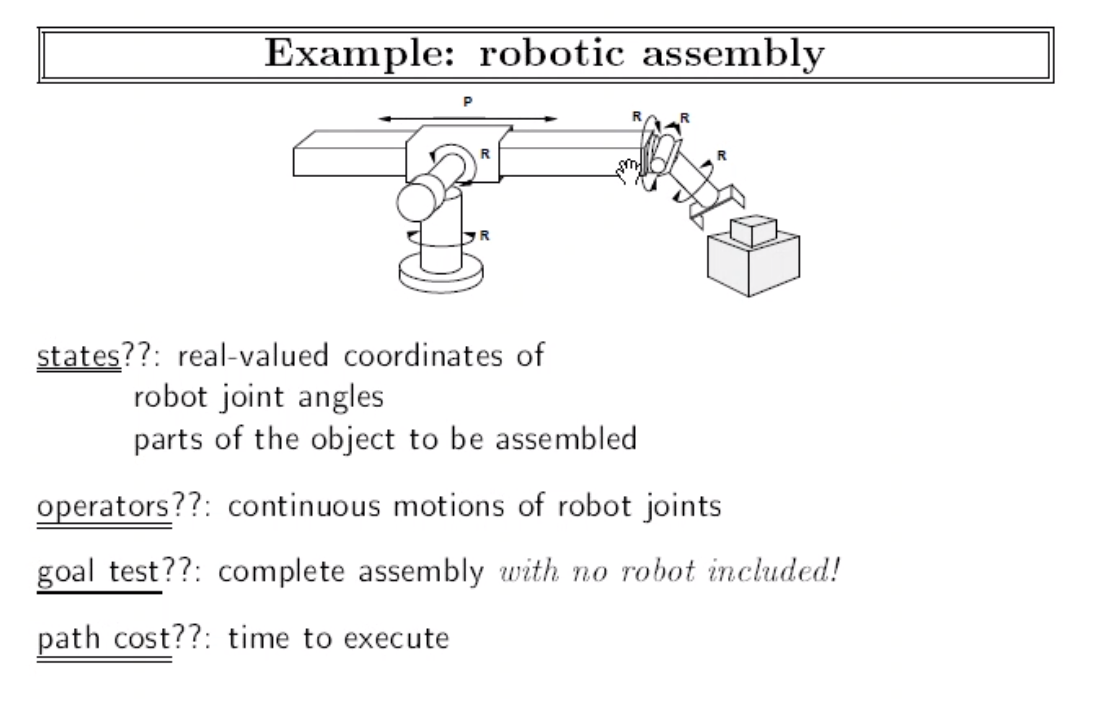 Example: robotic assembly
P
R
R
R
R
R
states??: real-valued coordinates of
robot joint angles
parts of the object to be assembled
operators??: continuous motions of robot joints
goal test??: complete assembly with no robot included!
path cost??: time to execute